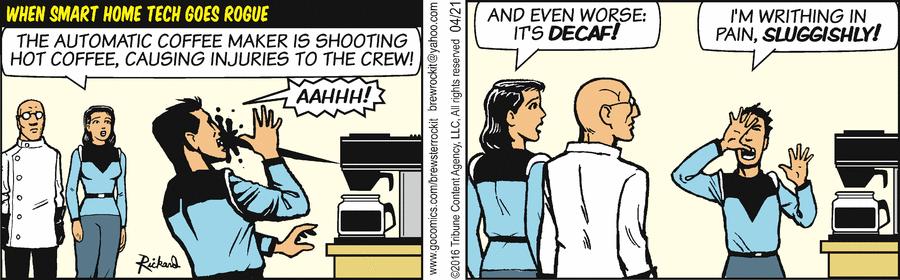 WHEN SMART HOME TECH GOES ROGUE
THE AUTOMATIC COFFEE MAKER IS SHOOTING
HOT COFFEE, CAUSING INJURIES TO THE CREW!
AAHHH!
Rickard
www.gocomics.com/brewsterrockit brewrockit@yahoo.com 04/21
©2016 Tribune Content Agency, LLC, All rights reserved
AND EVEN WORSE:
IT'S DECAF!
I'M WRITHING IN
PAIN, SLUGGISHLY!